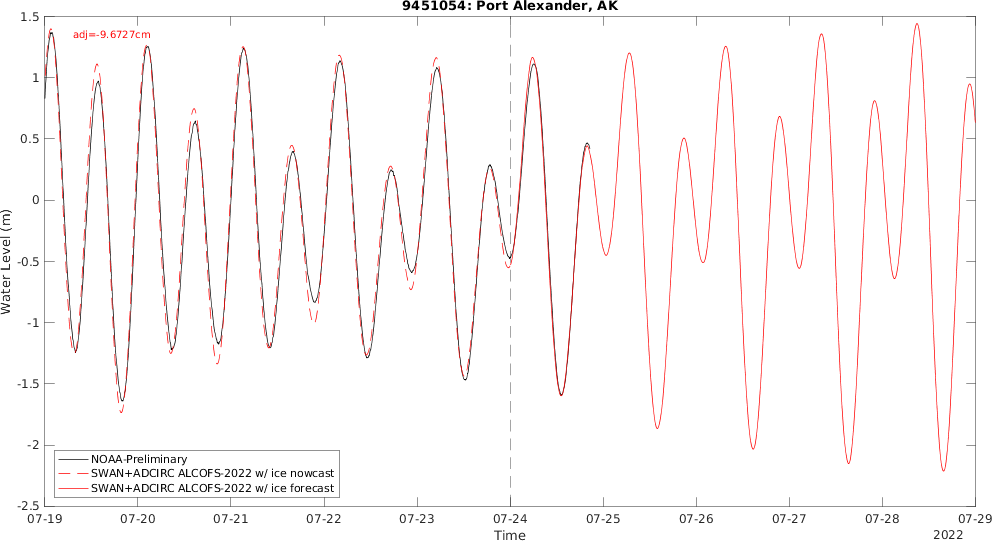 9451054: Port Alexander, AK
adj=-9.6727cm
1.5
1
0.5
0
-0.5
-1
-1.5
-2
-2.5
Water Level (m)
NOAA-Preliminary
SWAN+ADCIRC ALCOFS-2022 w/ ice nowcast
SWAN+ADCIRC ALCOFS-2022 w/ ice forecast
07-19 07-20 07-21 07-22 07-23 07-24 07-25 07-26 07-27 07-28 07-29
Time
2022